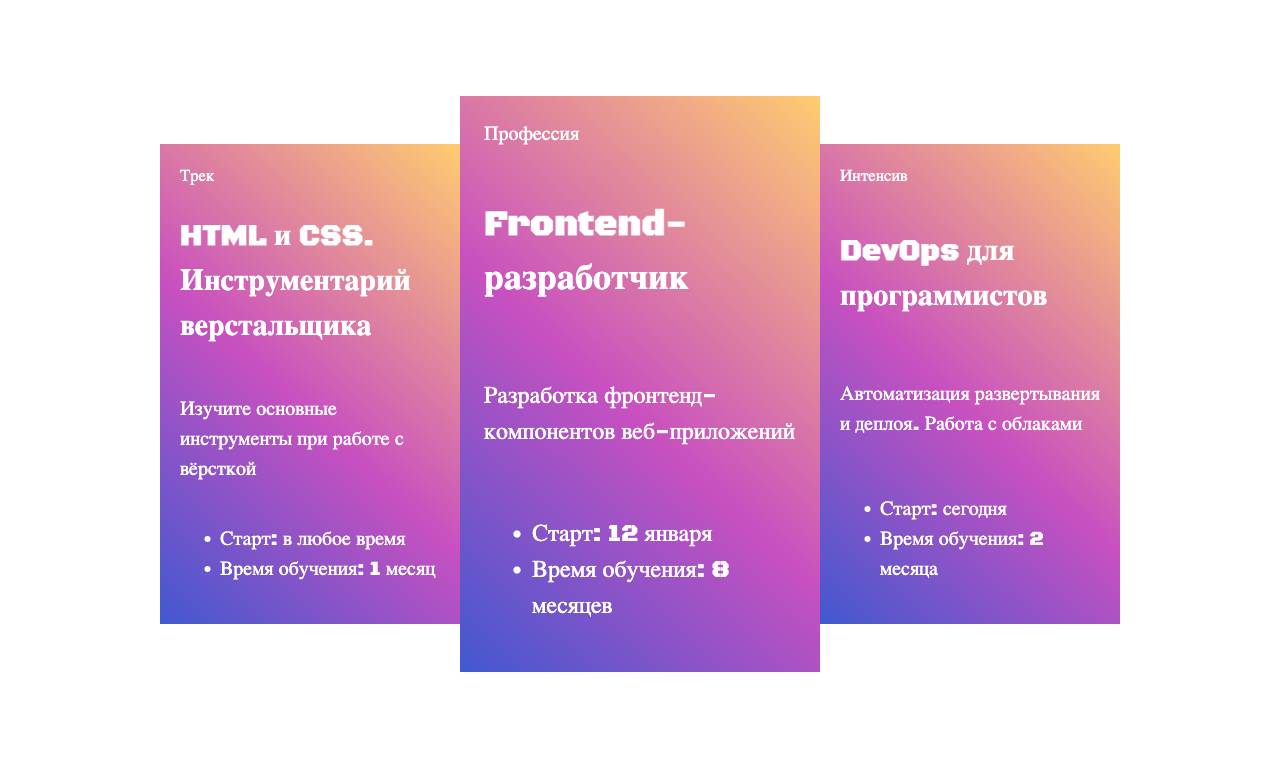 Трек
HTML и CSS.
Инструментарий
верстальщика
Изучите основные
инструменты при работе с
вёрсткой
• Старт: в любое время
• Время обучения: 1 месяц
Профессия
Frontend-
разработчик
Разработка фронтенд-
компонентов веб-приложений
• Старт: 12 января
• Время обучения: 8
месяцев
Интенсив
DevOps для
программистов
Автоматизация развертывания
и деплоя. Работа с облаками
• Старт: сегодня
• Время обучения: 2
месяца